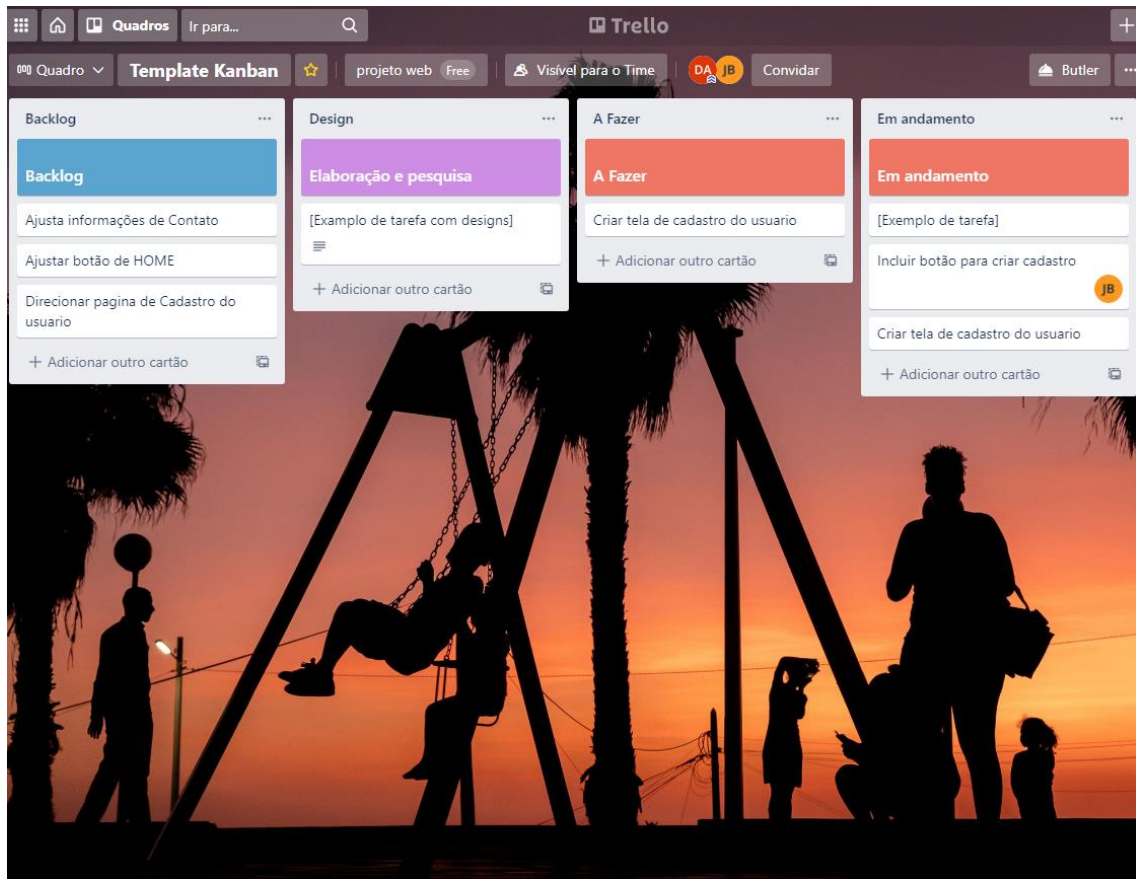 Quadros
Ir para...
Trello
Quadro
Template Kanban
projeto web Free
Visível para o Time
DA
JB
Convidar
Butler
Backlog
Backlog
Ajusta informações de Contato
Ajustar botão de HOME
Direcionar pagina de Cadastro do
usuario
+ Adicionar outro cartão
Design
Elaboração e pesquisa
[Examplo de tarefa com designs]
+ Adicionar outro cartão
A Fazer
A Fazer
Criar tela de cadastro do usuario
+ Adicionar outro cartão
Em andamento
Em andamento
[Exemplo de tarefa]
Incluir botão para criar cadastro
JB
Criar tela de cadastro do usuario
+ Adicionar outro cartão